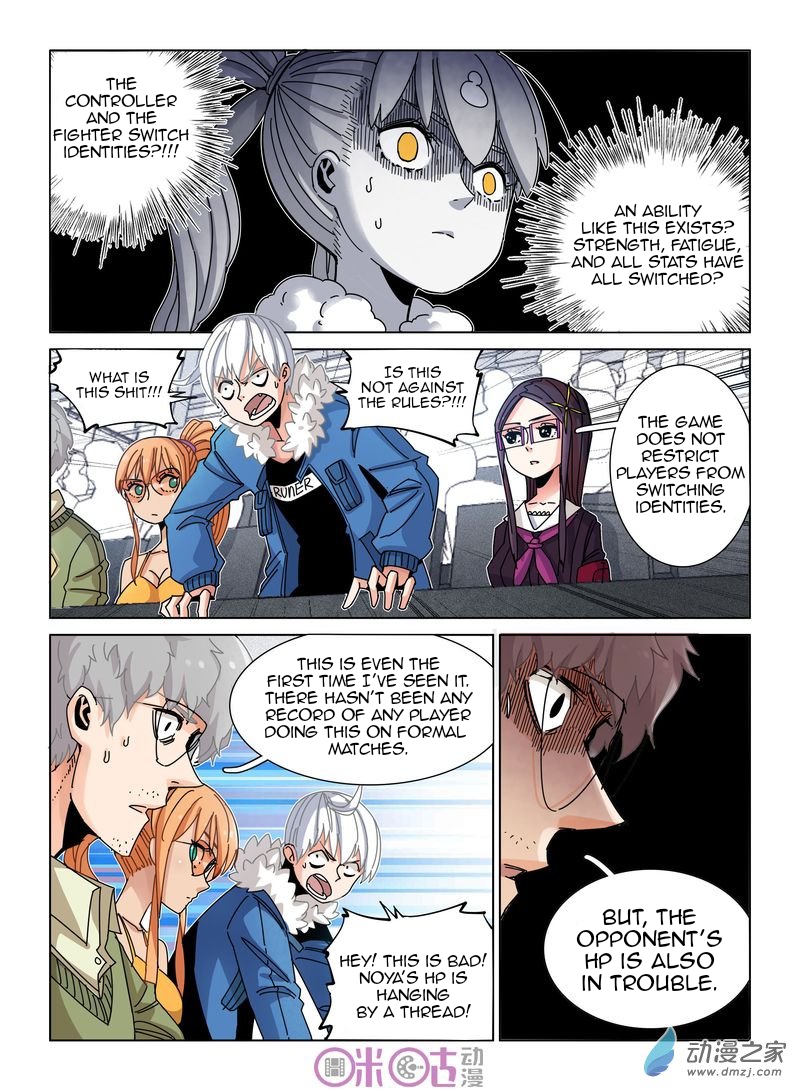 THE
CONTROLLER
AND THE
FIGHTER SWITCH
IDENTITIES?!!!
AN ABILITY
LIKE THIS EXISTS?
STRENGTH, FATIGUE,
AND ALL STATS HAVE
ALL SWITCHED?
WHAT IS
THIS SHIT!!!
IS THIS
NOT AGAINST
THE RULES?!!!
RUNER
THE GAME
DOES NOT
RESTRICT
PLAYERS FROM
SWITCHING
IDENTITIES.
THIS IS EVEN THE
FIRST TIME I'VE SEEN IT.
THERE HASN'T BEEN ANY
RECORD OF ANY PLAYER
DOING THIS ON FORMAL
MATCHES.
HEY! THIS IS BAD!
NOYA'S HP IS
HANGING
BY A THREAD!
BUT, THE
OPPONENT'S
HP IS ALSO
IN TROUBLE.
咪咕动漫
动漫之家
www.dmzj.com